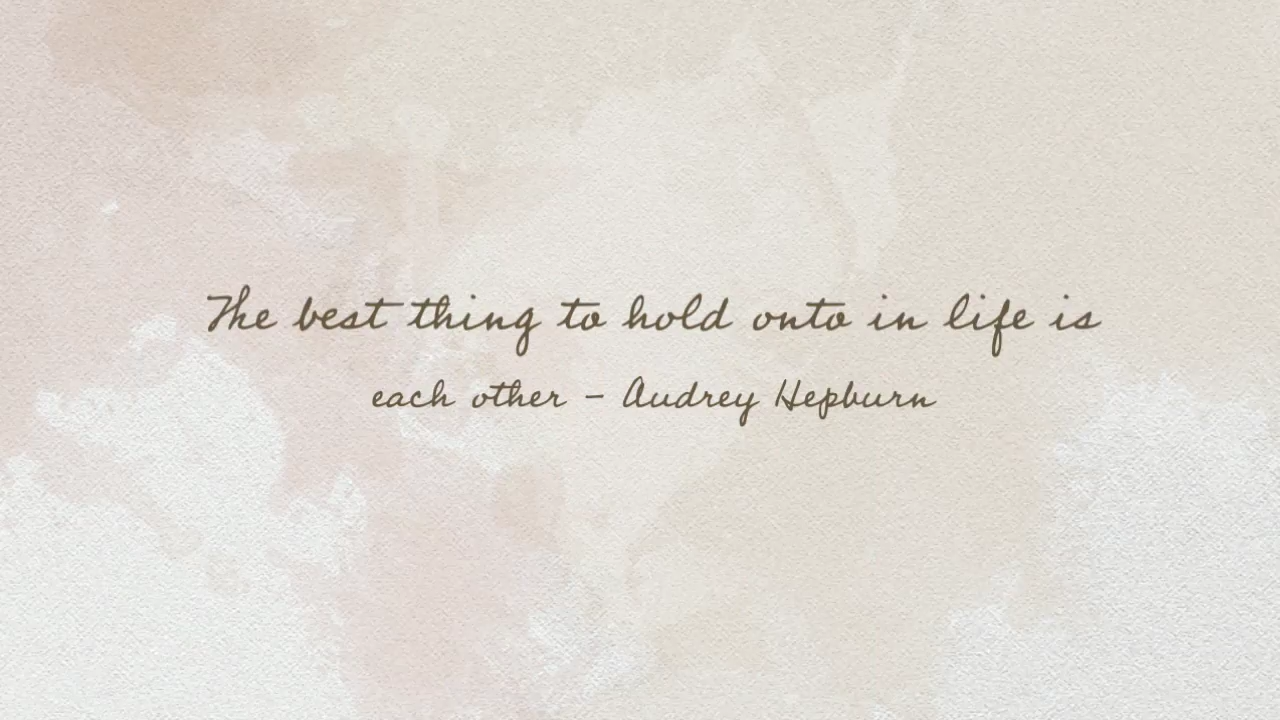 The best thing to hold onto in life is
each other – Audrey Hepburn